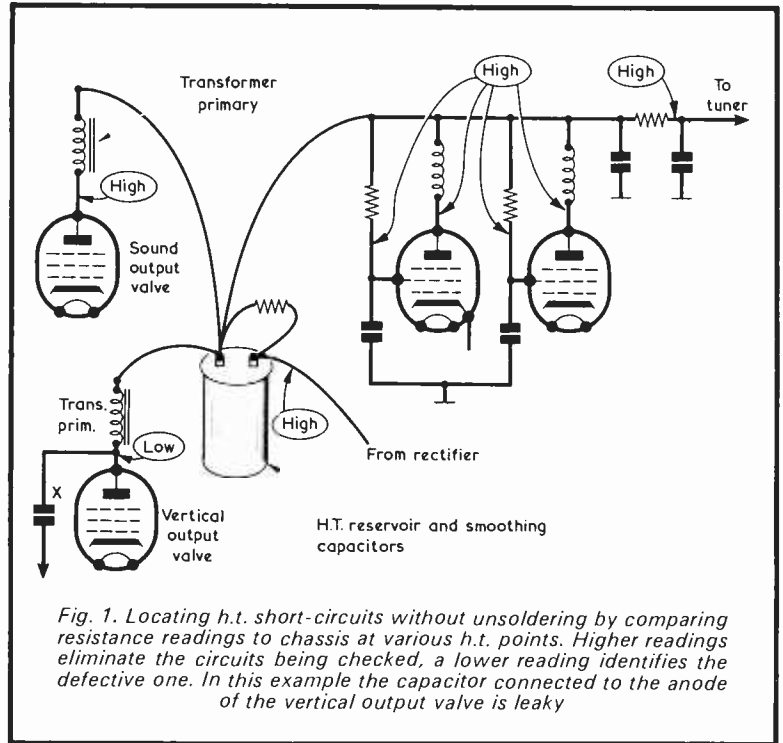 Transformer
primary
High
High
To
tuner
High
Sound
output
valve
Trans.
prim.
Low
High
From rectifier
X
Vertical
output
valve
H.T. reservoir and smoothing
capacitors
Fig. 1. Locating h.t. short-circuits without unsoldering by comparing
resistance readings to chassis at various h.t. points. Higher readings
eliminate the circuits being checked, a lower reading identifies the
defective one. In this example the capacitor connected to the anode
of the vertical output valve is leaky